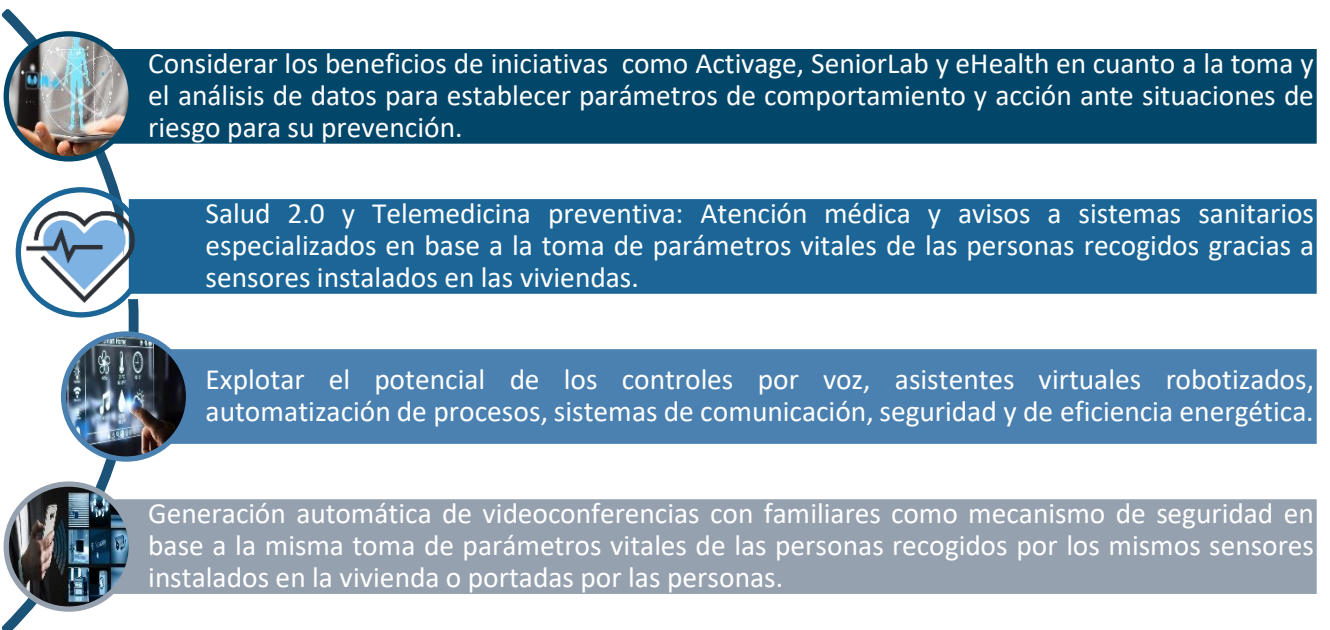 Considerar los beneficios de iniciativas como Activage, SeniorLab y eHealth en cuanto a la toma y
el análisis de datos para establecer parámetros de comportamiento y acción ante situaciones de
riesgo para su prevención.
Salud 2.0 y Telemedicina preventiva: Atención médica y avisos a sistemas sanitarios
especializados en base a la toma de parámetros vitales de las personas recogidos gracias a
sensores instalados en las viviendas.
Explotar el potencial de los controles por voz, asistentes virtuales robotizados,
automatización de procesos, sistemas de comunicación, seguridad y de eficiencia energética.
Generación automática de videoconferencias con familiares como mecanismo de seguridad en
base a la misma toma de parámetros vitales de las personas recogidos por los mismos sensores
instalados en la vivienda o portadas por las personas.